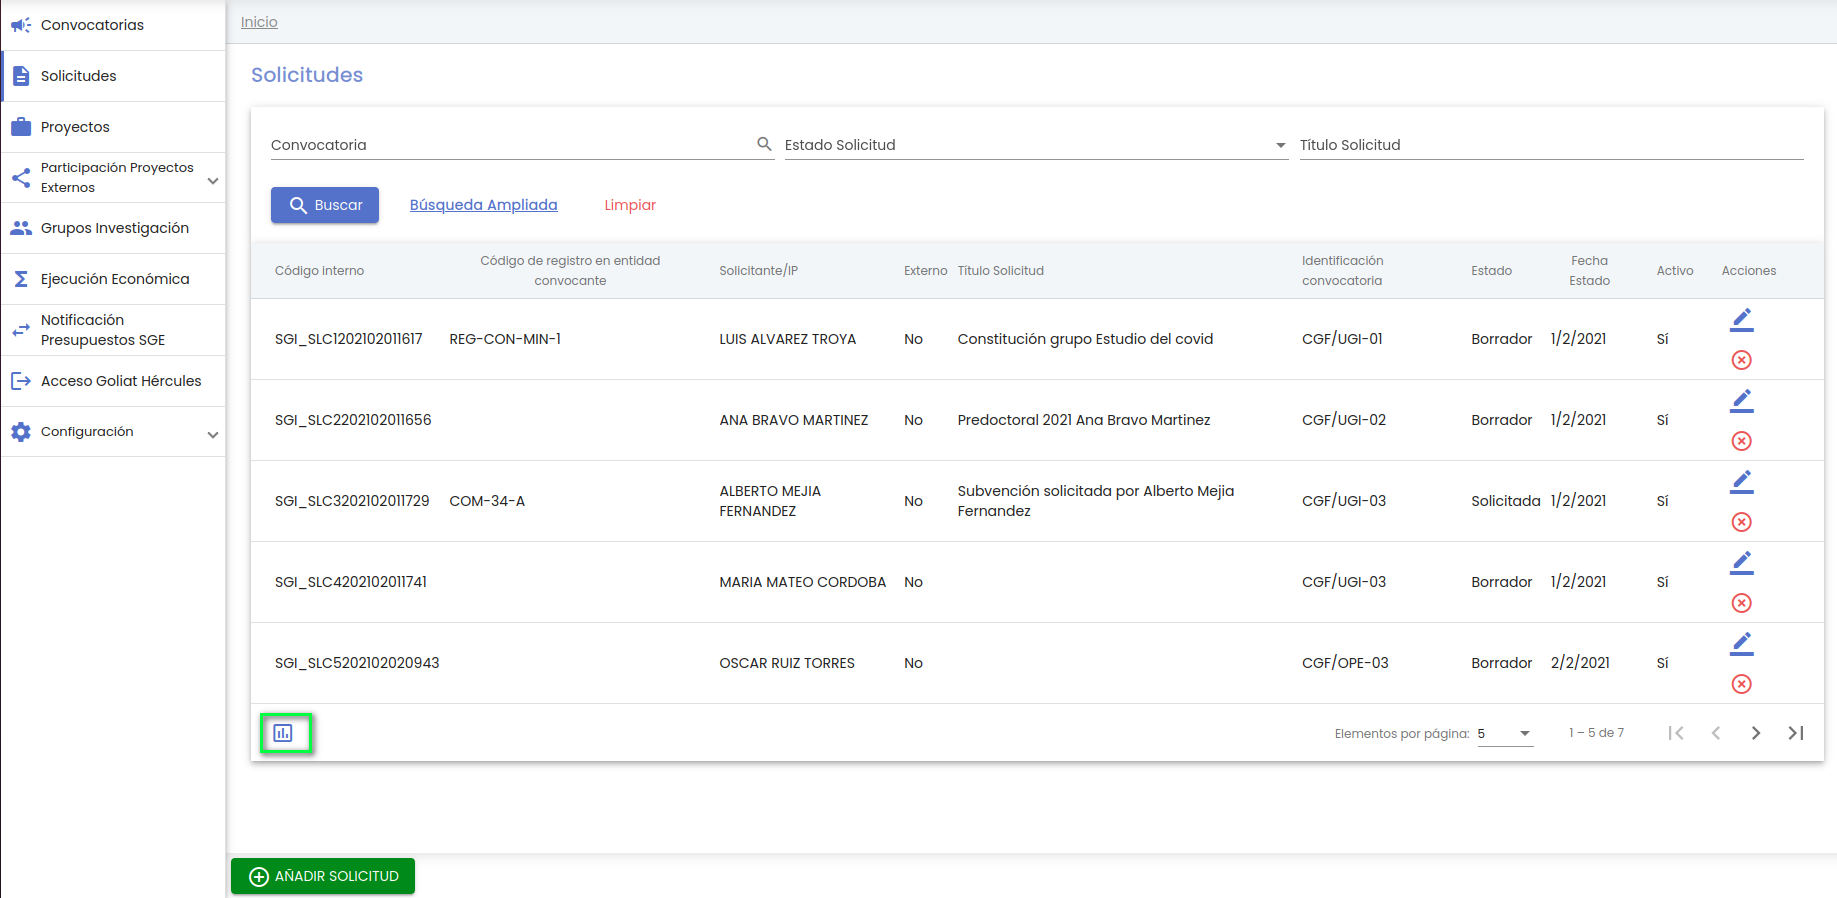 Convocatorias
Solicitudes
Proyectos
Participación Proyectos
Externos
Grupos Investigación
Ejecución Económica
Notificación
Presupuestos SGE
Acceso Goliat Hércules
Configuración
Inicio
Solicitudes
Convocatoria Estado Solicitud Título Solicitud
Buscar Búsqueda Ampliada Limpiar
Código interno Código de registro en entidad convocante Solicitante/IP Externo Título Solicitud Identificación convocatoria Estado Fecha Estado Activo Acciones
SGI_SLC1202102011617 REG-CON-MIN-1 LUIS ALVAREZ TROYA No Constitución grupo Estudio del covid CGF/UGI-01 Borrador 1/2/2021 Sí
SGI_SLC2202102011656 ANA BRAVO MARTINEZ No Predoctoral 2021 Ana Bravo Martinez CGF/UGI-02 Borrador 1/2/2021 Sí
SGI_SLC3202102011729 COM-34-A ALBERTO MEJIA FERNANDEZ No Subvención solicitada por Alberto Mejia Fernandez CGF/UGI-03 Solicitada 1/2/2021 Sí
SGI_SLC4202102011741 MARIA MATEO CORDOBA No CGF/UGI-03 Borrador 1/2/2021 Sí
SGI_SLC5202102020943 OSCAR RUIZ TORRES No CGF/OPE-03 Borrador 2/2/2021 Sí
Elementos por página: 5 1 – 5 de 7
AÑADIR SOLICITUD